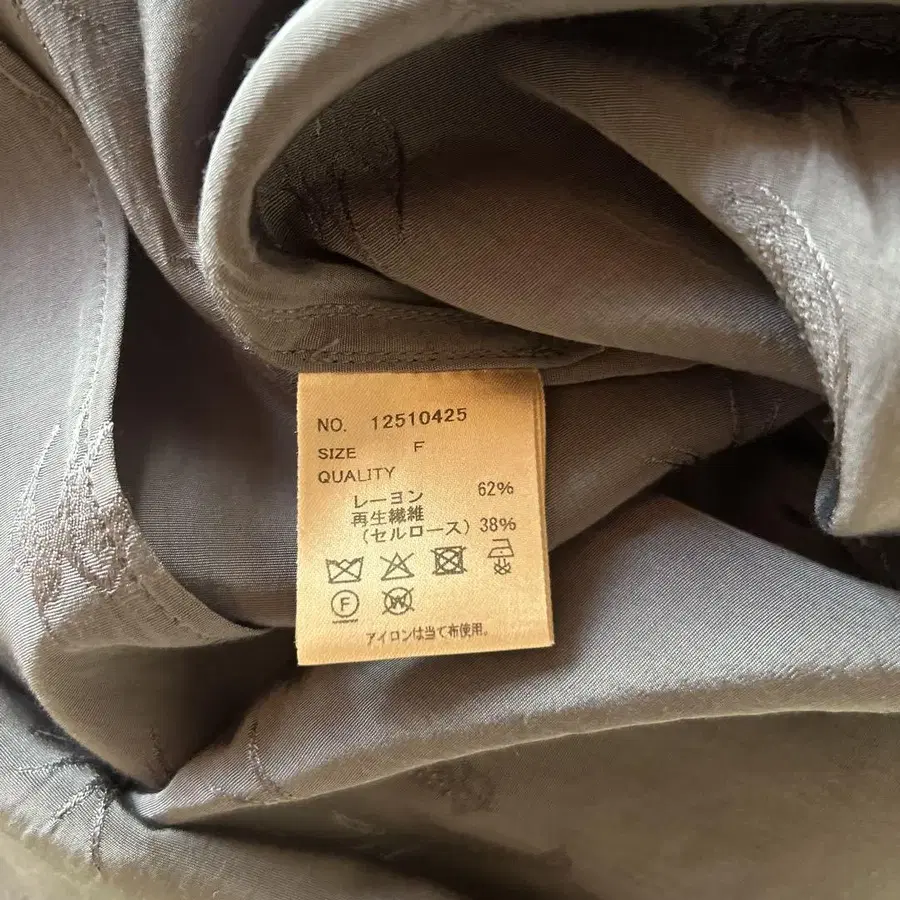 NO. 12510425
SIZE F
QUALITY
レーヨン 62%
再生繊維
(セルロース) 38%
F
W
アイロンは当て布使用。